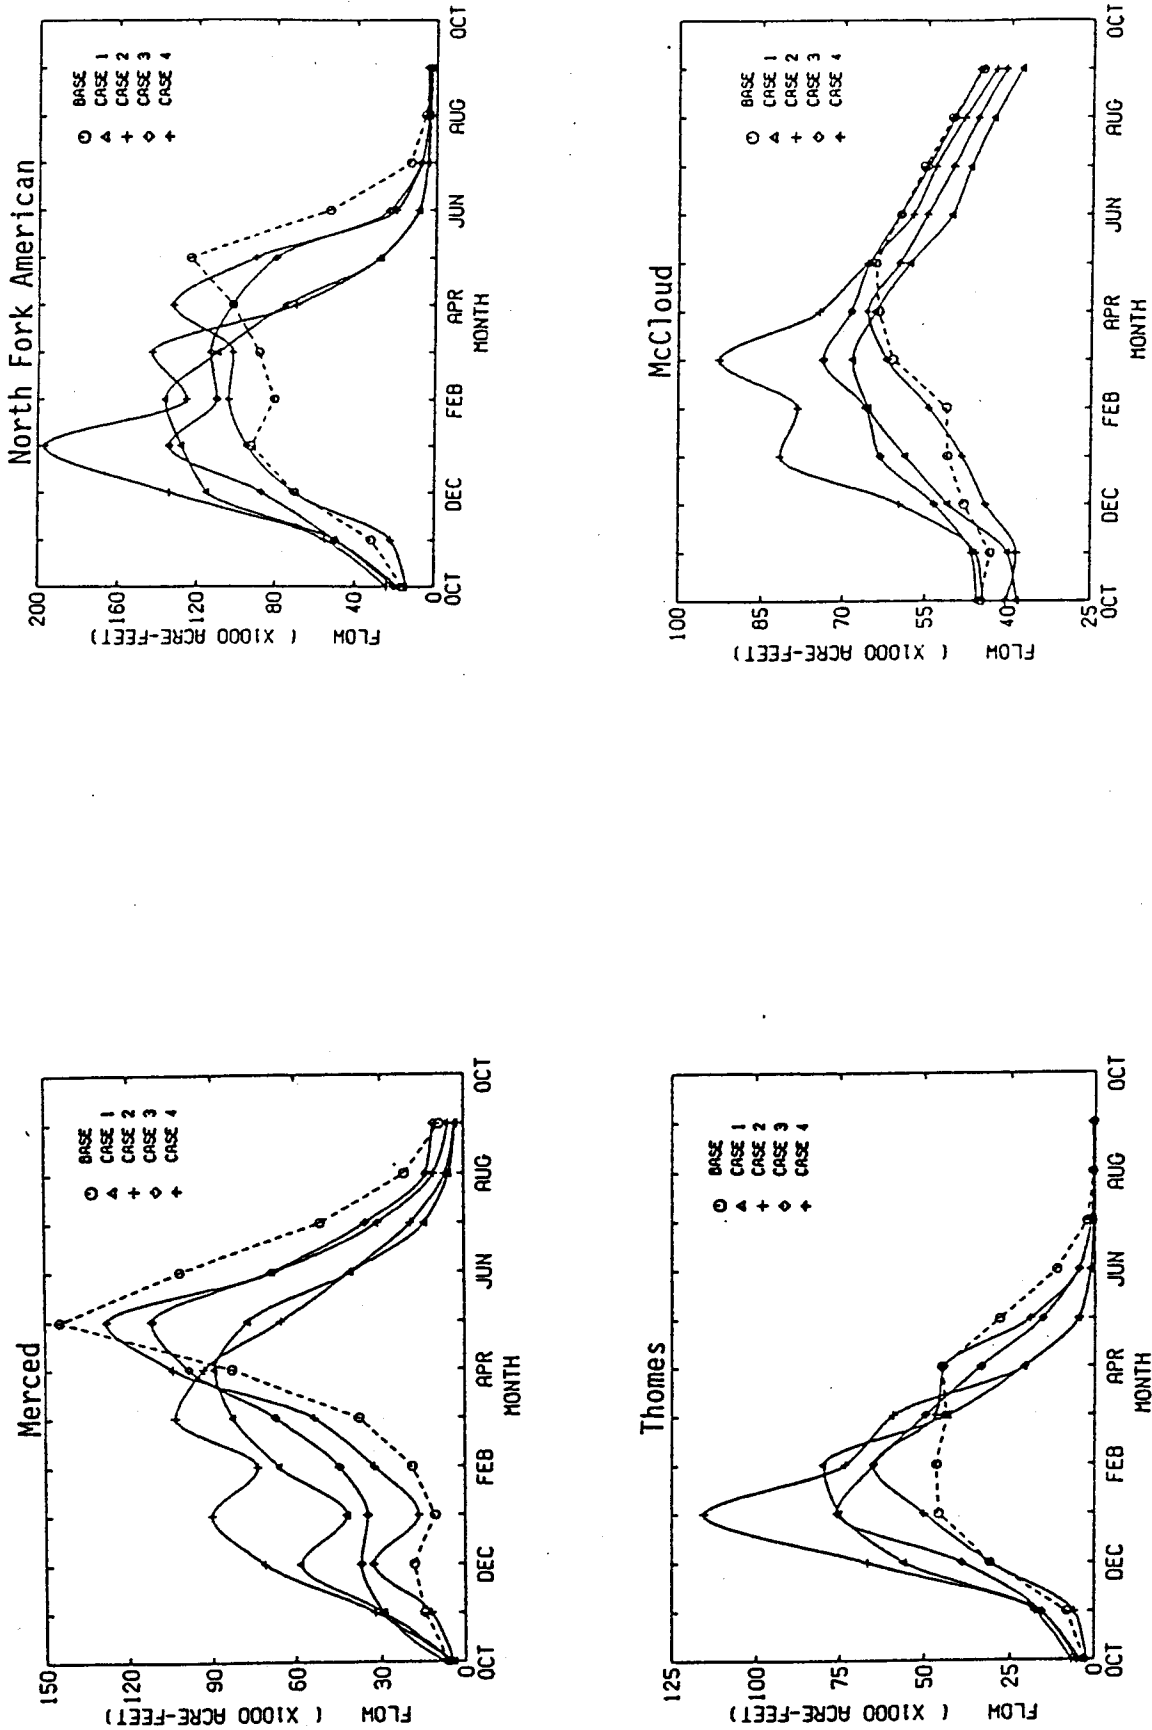 Merced
150
120
90
60
30
0
FLOW ( X1000 ACRE-FEET)
BASE
CASE 1
CASE 2
CASE 3
CASE 4
OCT
DEC
FEB
APR
JUN
AUG
OCT
MONTH
North Fork American
200
160
120
80
40
0
FLOW ( X1000 ACRE-FEET)
BASE
CASE 1
CASE 2
CASE 3
CASE 4
OCT
DEC
FEB
APR
JUN
AUG
OCT
MONTH
Thomes
125
100
75
50
25
0
FLOW ( X1000 ACRE-FEET)
BASE
CASE 1
CASE 2
CASE 3
CASE 4
OCT
DEC
FEB
APR
JUN
AUG
OCT
MONTH
McCloud
100
85
70
55
40
25
FLOW ( X1000 ACRE-FEET)
BASE
CASE 1
CASE 2
CASE 3
CASE 4
OCT
DEC
FEB
APR
JUN
AUG
OCT
MONTH